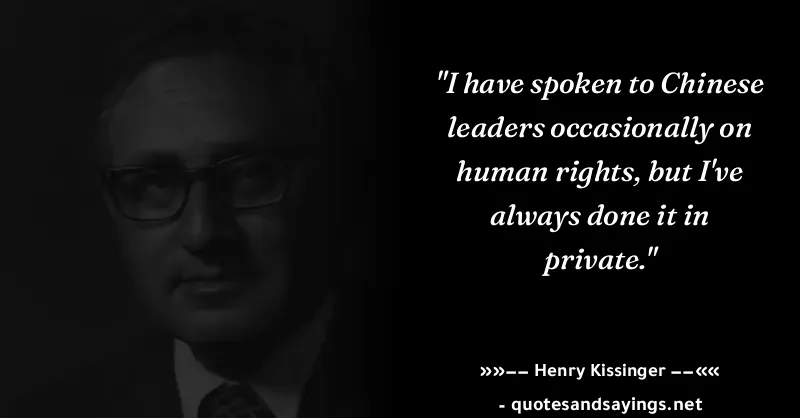 "I have spoken to Chinese
leaders occasionally on
human rights, but I've
always done it in
private."
»»−− Henry Kissinger −−««
- quotesandsayings.net